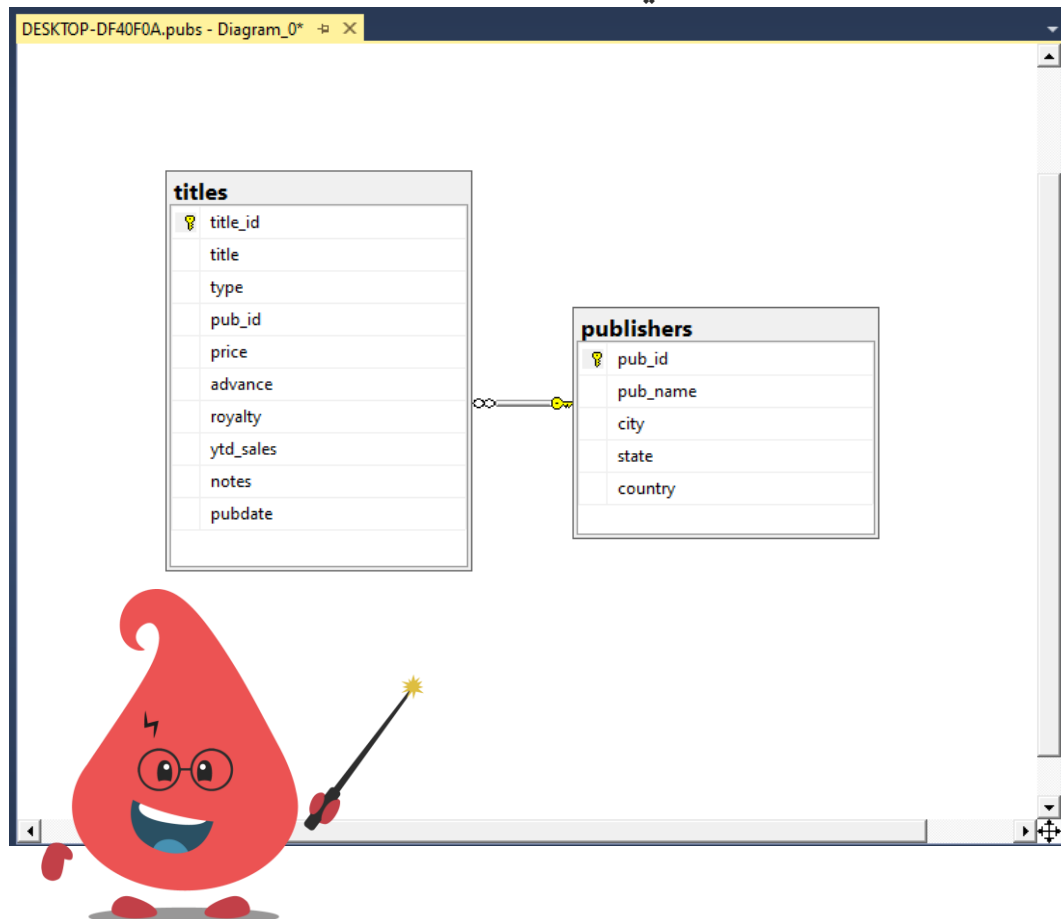 DESKTOP-DF40F0A.pubs - Diagram_0*
titles
title_id
title
type
pub_id
price
advance
royalty
ytd_sales
notes
pubdate
publishers
pub_id
pub_name
city
state
country